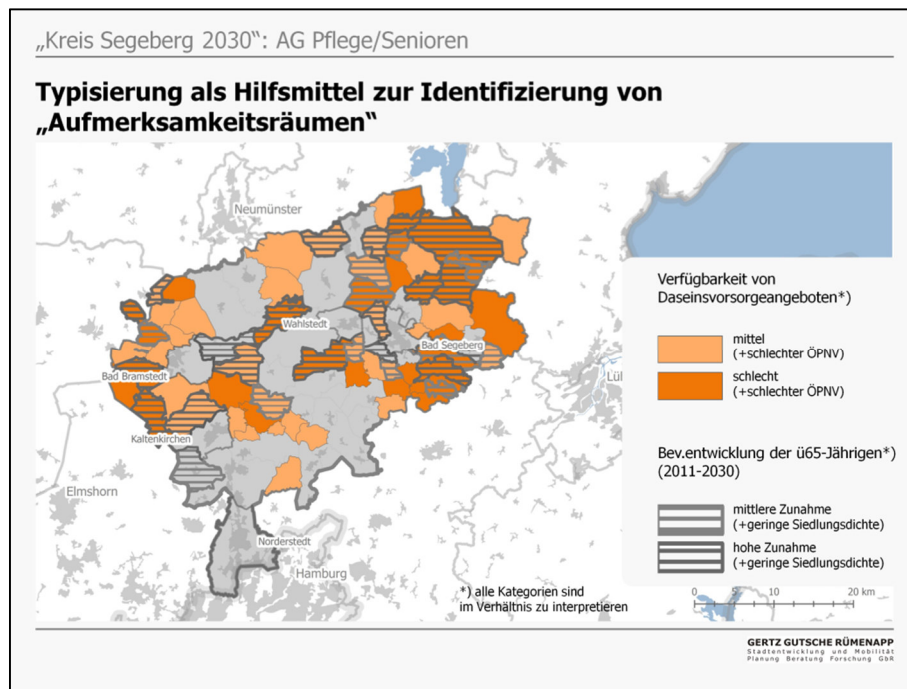 „Kreis Segeberg 2030“: AG Pflege/Senioren
Typisierung als Hilfsmittel zur Identifizierung von
„Aufmerksamkeitsräumen“
Neumünster
Wahlstedt
Bad Segeberg
Bad Bramstedt
Kaltenkirchen
Elmshorn
Norderstedt
Hamburg
Lü
Verfügbarkeit von
Daseinsvorsorgeangeboten*)
mittel
(+schlechter ÖPNV)
schlecht
(+schlechter ÖPNV)
Bev.entwicklung der ü65-Jährigen*)
(2011-2030)
mittlere Zunahme
(+geringe Siedlungsdichte)
hohe Zunahme
(+geringe Siedlungsdichte)
*) alle Kategorien sind
im Verhältnis zu interpretieren
0 5 10 20 km
GERTZ GUTSCHE RÜMENAPP
Stadtentwicklung und Mobilität
Planung Beratung Forschung GbR